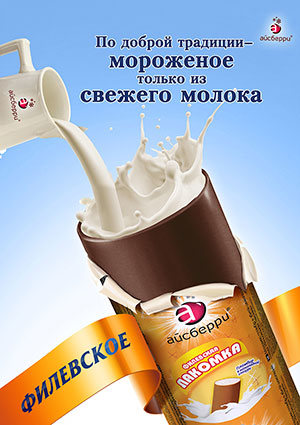 айсберри
По доброй традиции–
мороженое
только из
свежего молока
айсберри
ФИЛЕВСКОЕ
айсберри
филевская
ЛАКОМКА